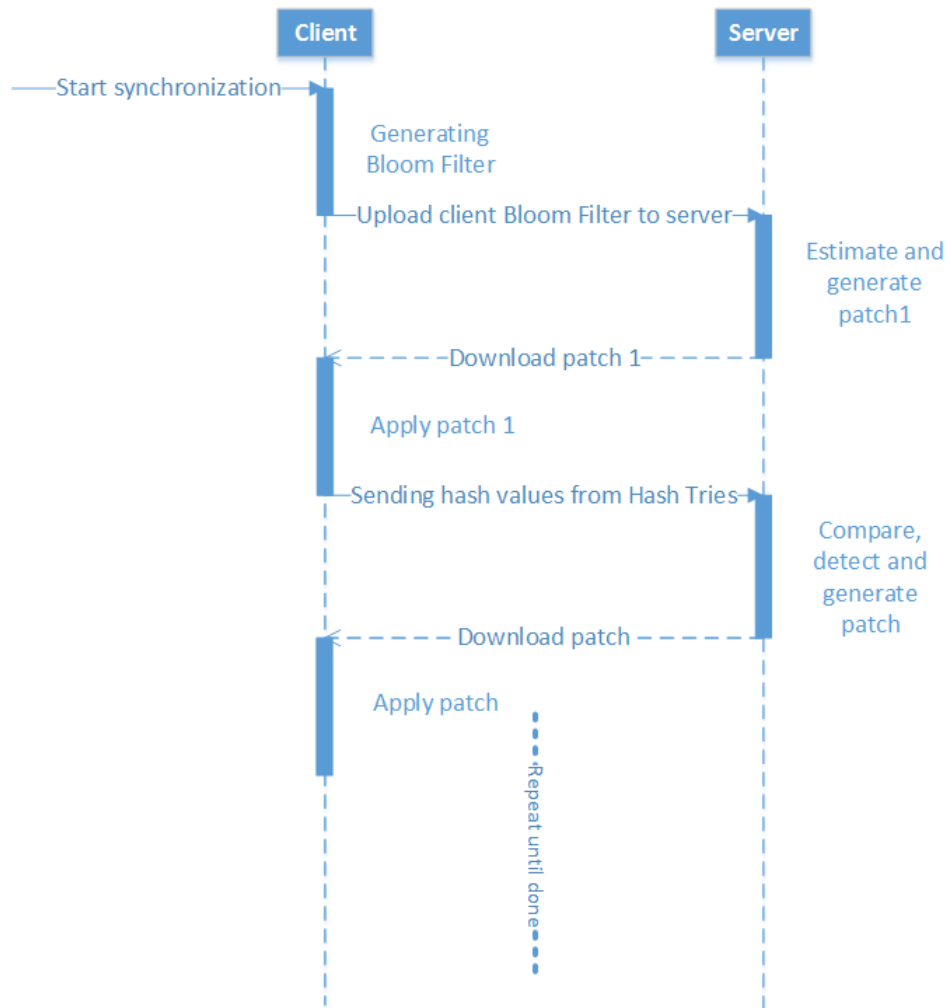 Client
Server
Start synchronization
Generating
Bloom Filter
Upload client Bloom Filter to server
Estimate and
generate
patch1
Download patch 1
Apply patch 1
Sending hash values from Hash Tries
Compare,
detect and
generate
patch
Download patch
Apply patch
Repeat until done